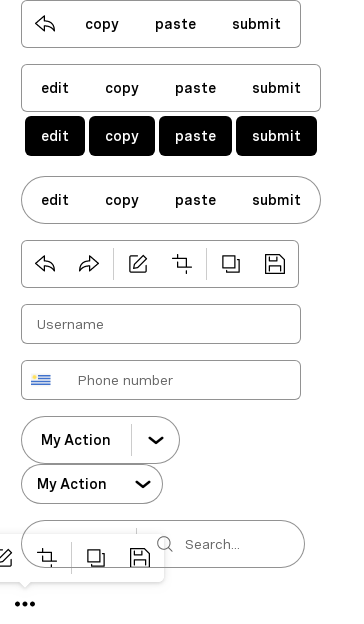 copy paste submit
edit copy paste submit
edit copy paste submit
edit copy paste submit
Username
Phone number
My Action
My Action
Search...